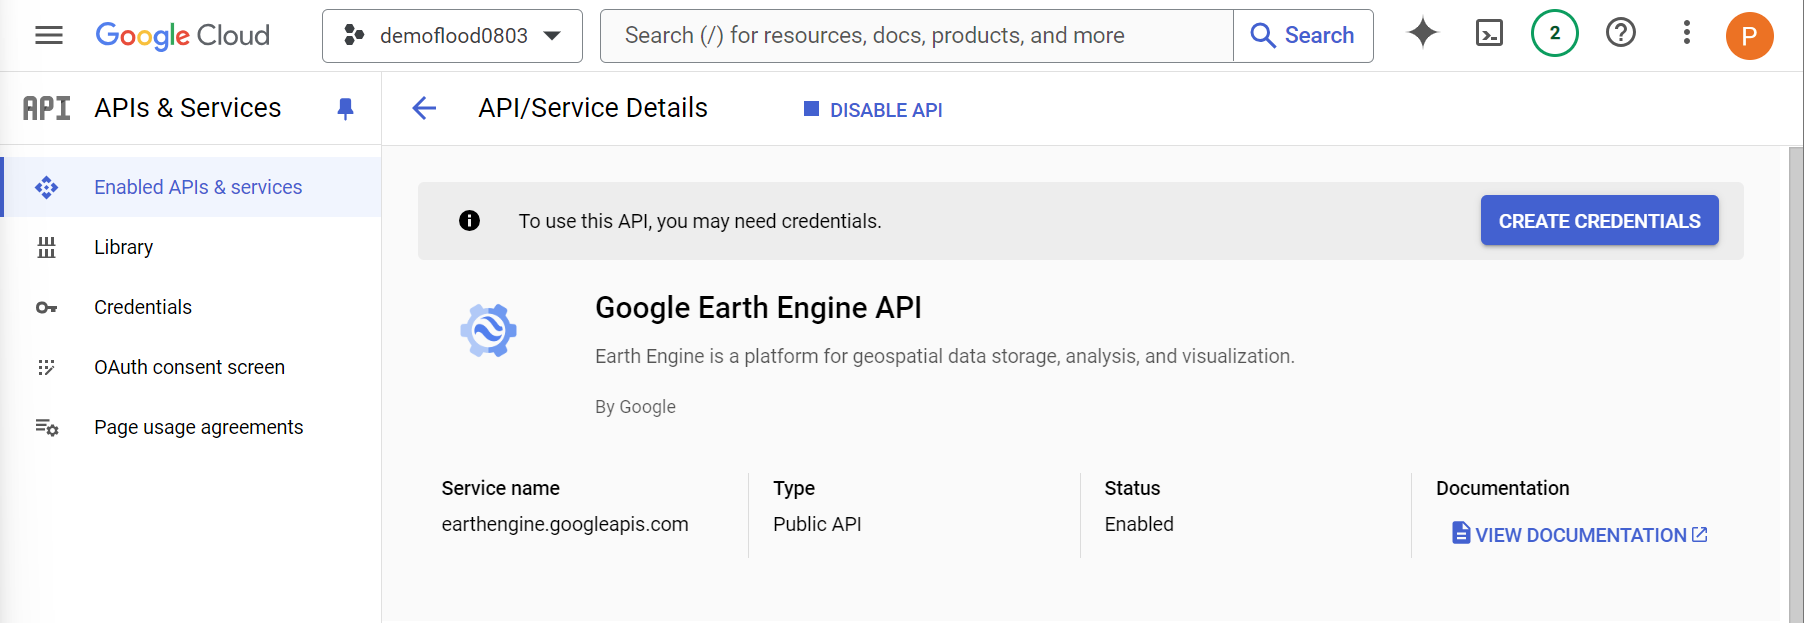 Google Cloud
demoflood0803
Search (/) for resources, docs, products, and more
Search
2
P
API
APIs & Services
API/Service Details
DISABLE API
Enabled APIs & services
Library
Credentials
OAuth consent screen
Page usage agreements
To use this API, you may need credentials.
CREATE CREDENTIALS
Google Earth Engine API
Earth Engine is a platform for geospatial data storage, analysis, and visualization.
By Google
Service name
earthengine.googleapis.com
Type
Public API
Status
Enabled
Documentation
VIEW DOCUMENTATION